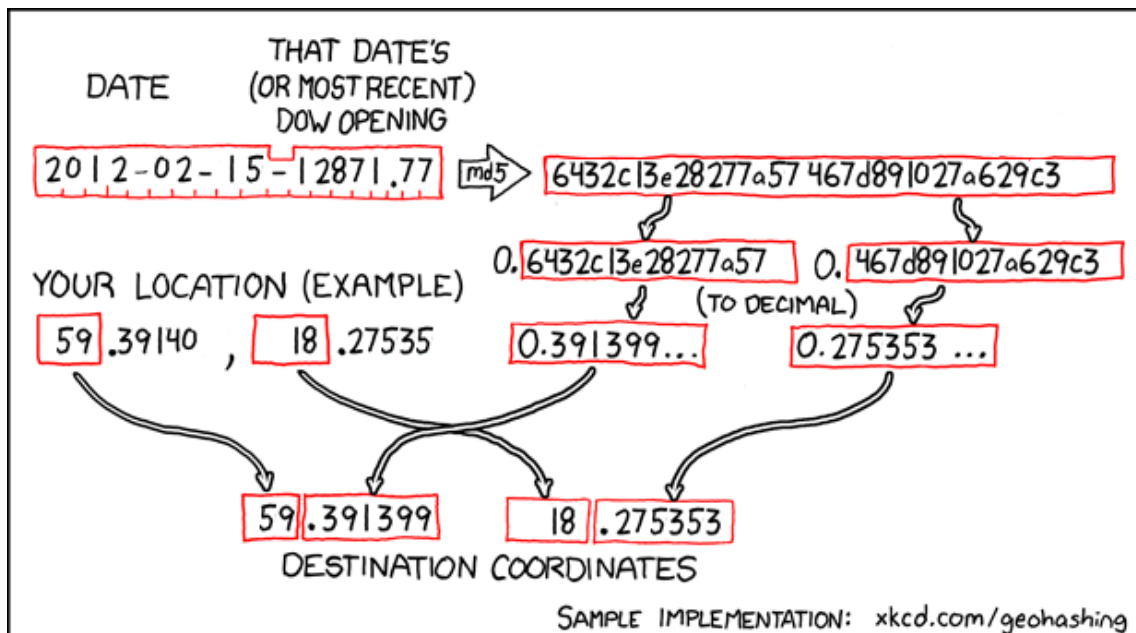 DATE
THAT DATE'S
(OR MOST RECENT)
DOW OPENING
2012-02-15-12871.77
md5
6432c13e28277a57467d891027a629c3
0.6432c13e28277a57
0.467d891027a629c3
YOUR LOCATION (EXAMPLE)
(TO DECIMAL)
59.39140, 18.27535
0.391399...
0.275353 ...
59.391399
18.275353
DESTINATION COORDINATES
SAMPLE IMPLEMENTATION: xkcd.com/geohashing